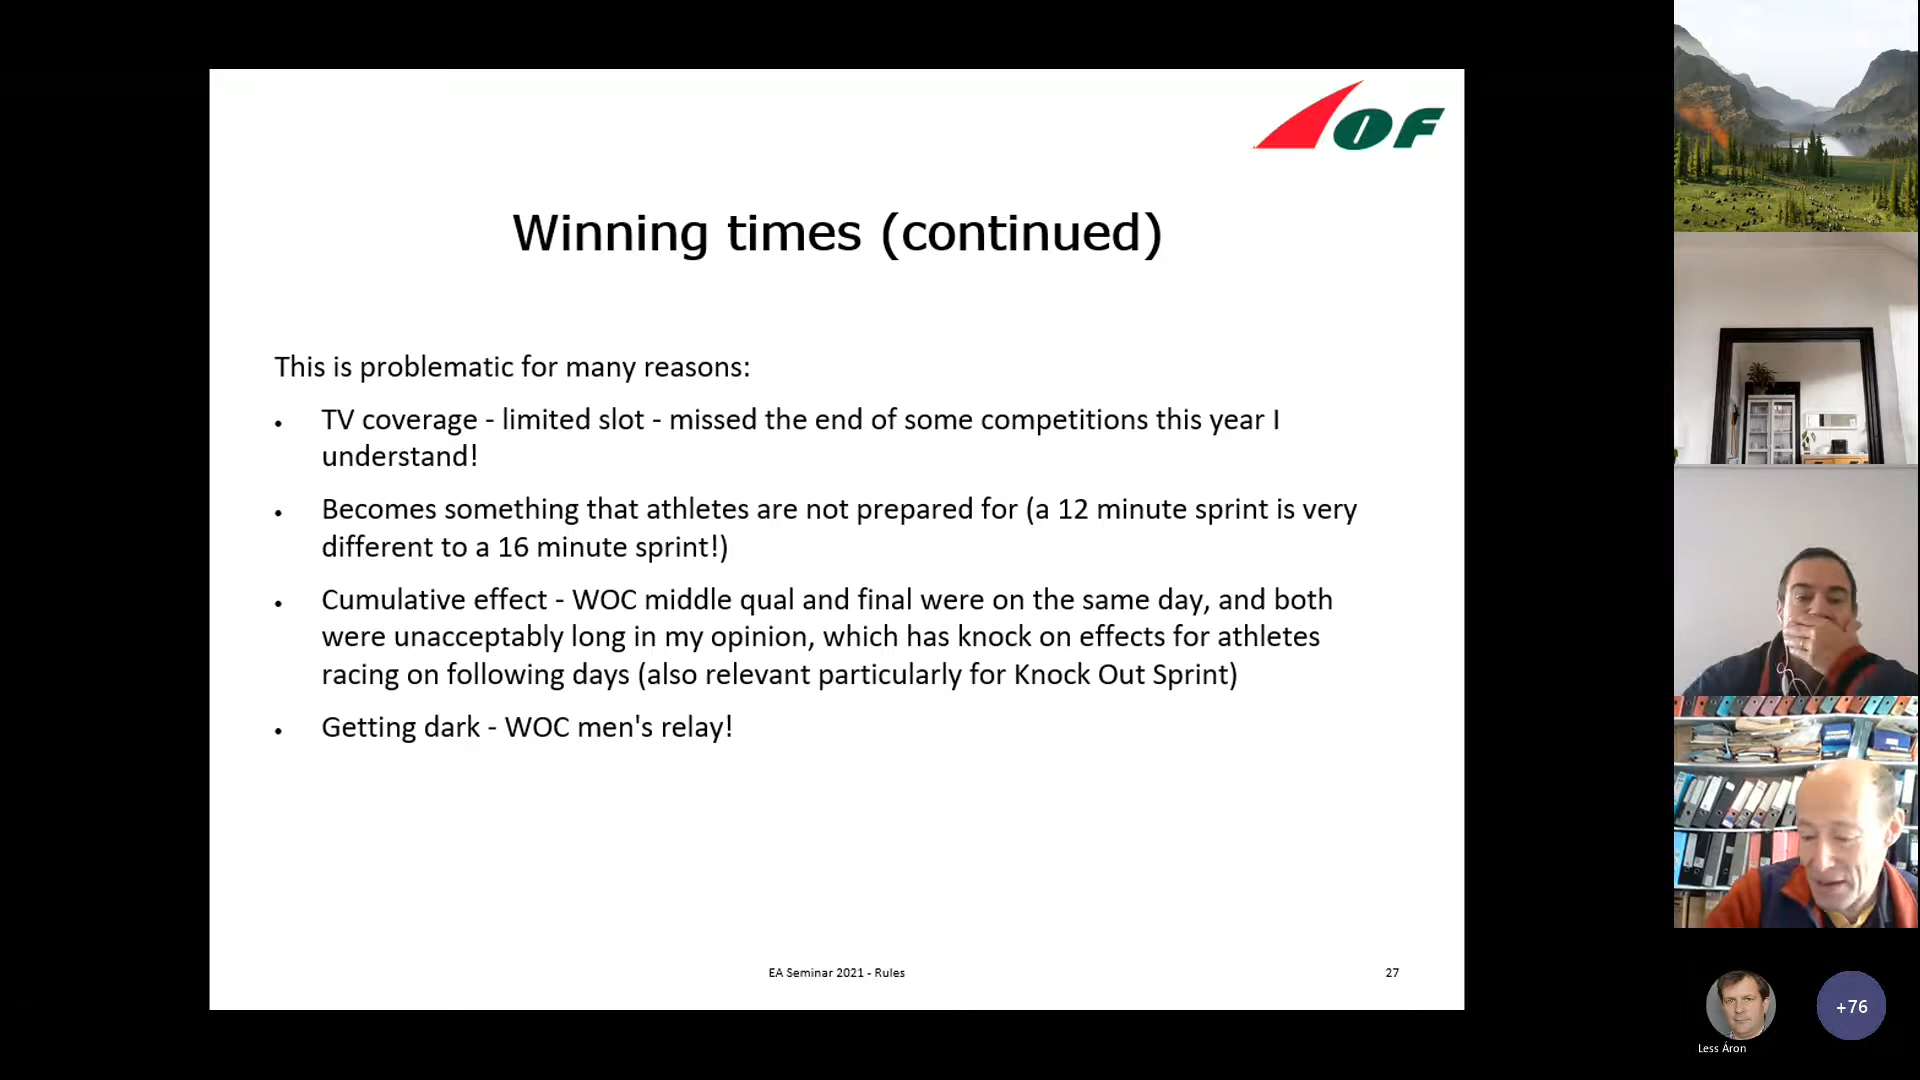 IOF
Winning times (continued)
This is problematic for many reasons:
• TV coverage - limited slot - missed the end of some competitions this year I
understand!
• Becomes something that athletes are not prepared for (a 12 minute sprint is very
different to a 16 minute sprint!)
• Cumulative effect - WOC middle qual and final were on the same day, and both
were unacceptably long in my opinion, which has knock on effects for athletes
racing on following days (also relevant particularly for Knock Out Sprint)
• Getting dark - WOC men's relay!
EA Seminar 2021 - Rules
27
+76
Less Áron